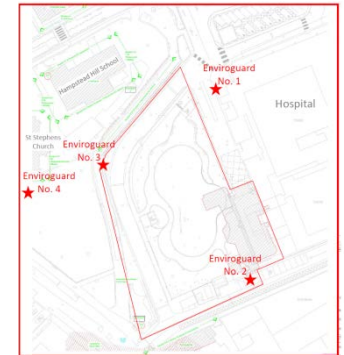 Enviroguard
No. 1
Hampstead Hill School
Hospital
St Stephens
Church
Enviroguard
No. 3
Enviroguard
No. 4
Enviroguard
No. 2